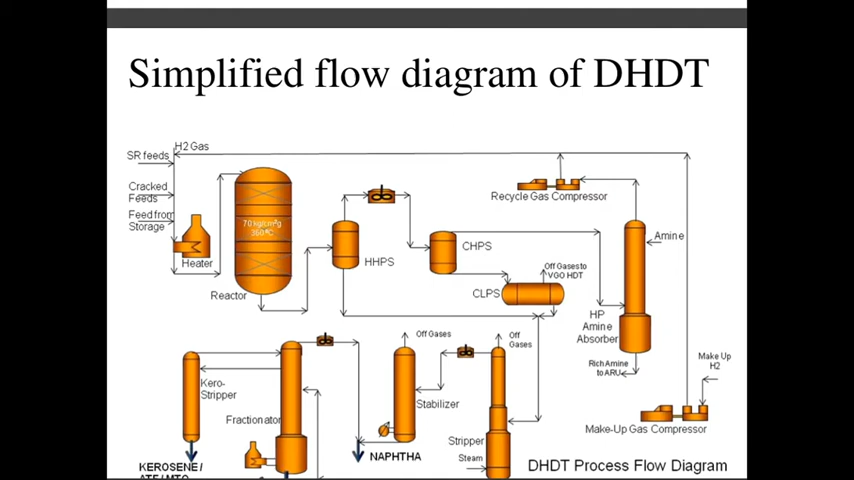 Simplified flow diagram of DHDT
H2 Gas
SR feeds
Cracked
Feeds
Feed from
Storage
Heater
70 kg/cm²g
360°C
Reactor
HHPS
CHPS
CLPS
Off Gases to
VGO HDT
Recycle Gas Compressor
Amine
HP
Amine
Absorber
Rich Amine
to ARU
Make Up
H2
Make-Up Gas Compressor
Off Gases
Off
Gases
Kero-
Stripper
Fractionator
Stabilizer
Stripper
Steam
NAPHTHA
KEROSENE /
ATF / MTO
DHDT Process Flow Diagram